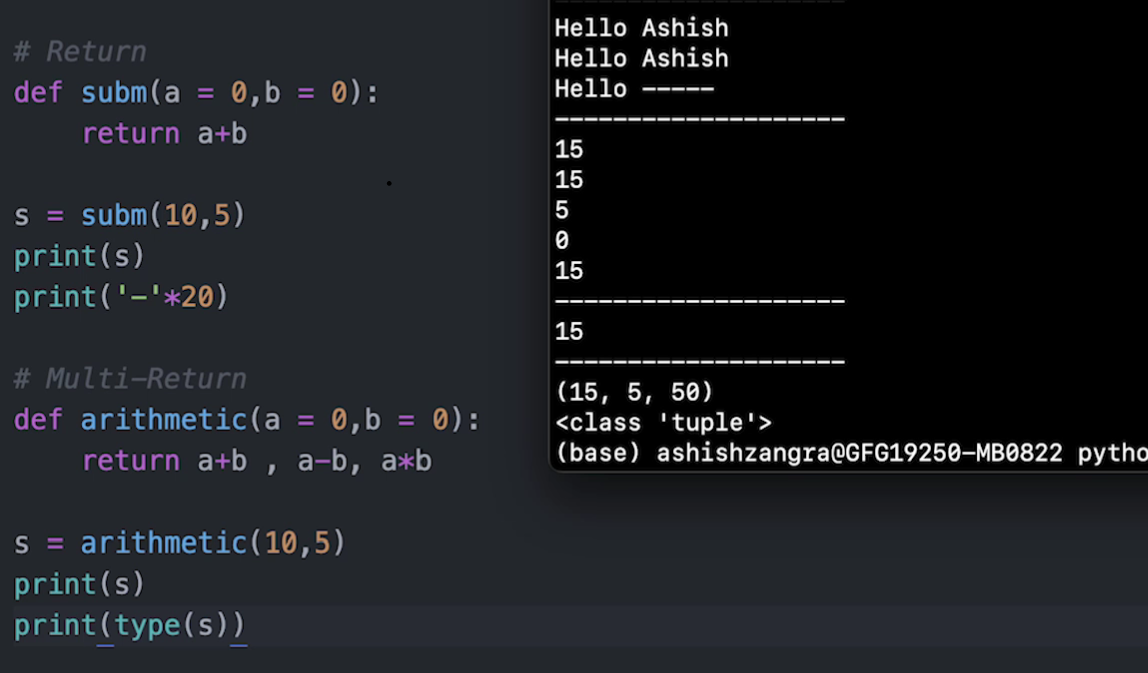 # Return
def subm(a = 0,b = 0):
    return a+b
s = subm(10,5)
print(s)
print('-'*20)
# Multi-Return
def arithmetic(a = 0,b = 0):
    return a+b , a-b, a*b
s = arithmetic(10,5)
print(s)
print(type(s))
Hello Ashish
Hello Ashish
Hello -----
--------------------
15
15
5
0
15
--------------------
15
--------------------
(15, 5, 50)
<class 'tuple'>
(base) ashishzangra@GFG19250-MB0822 pytho